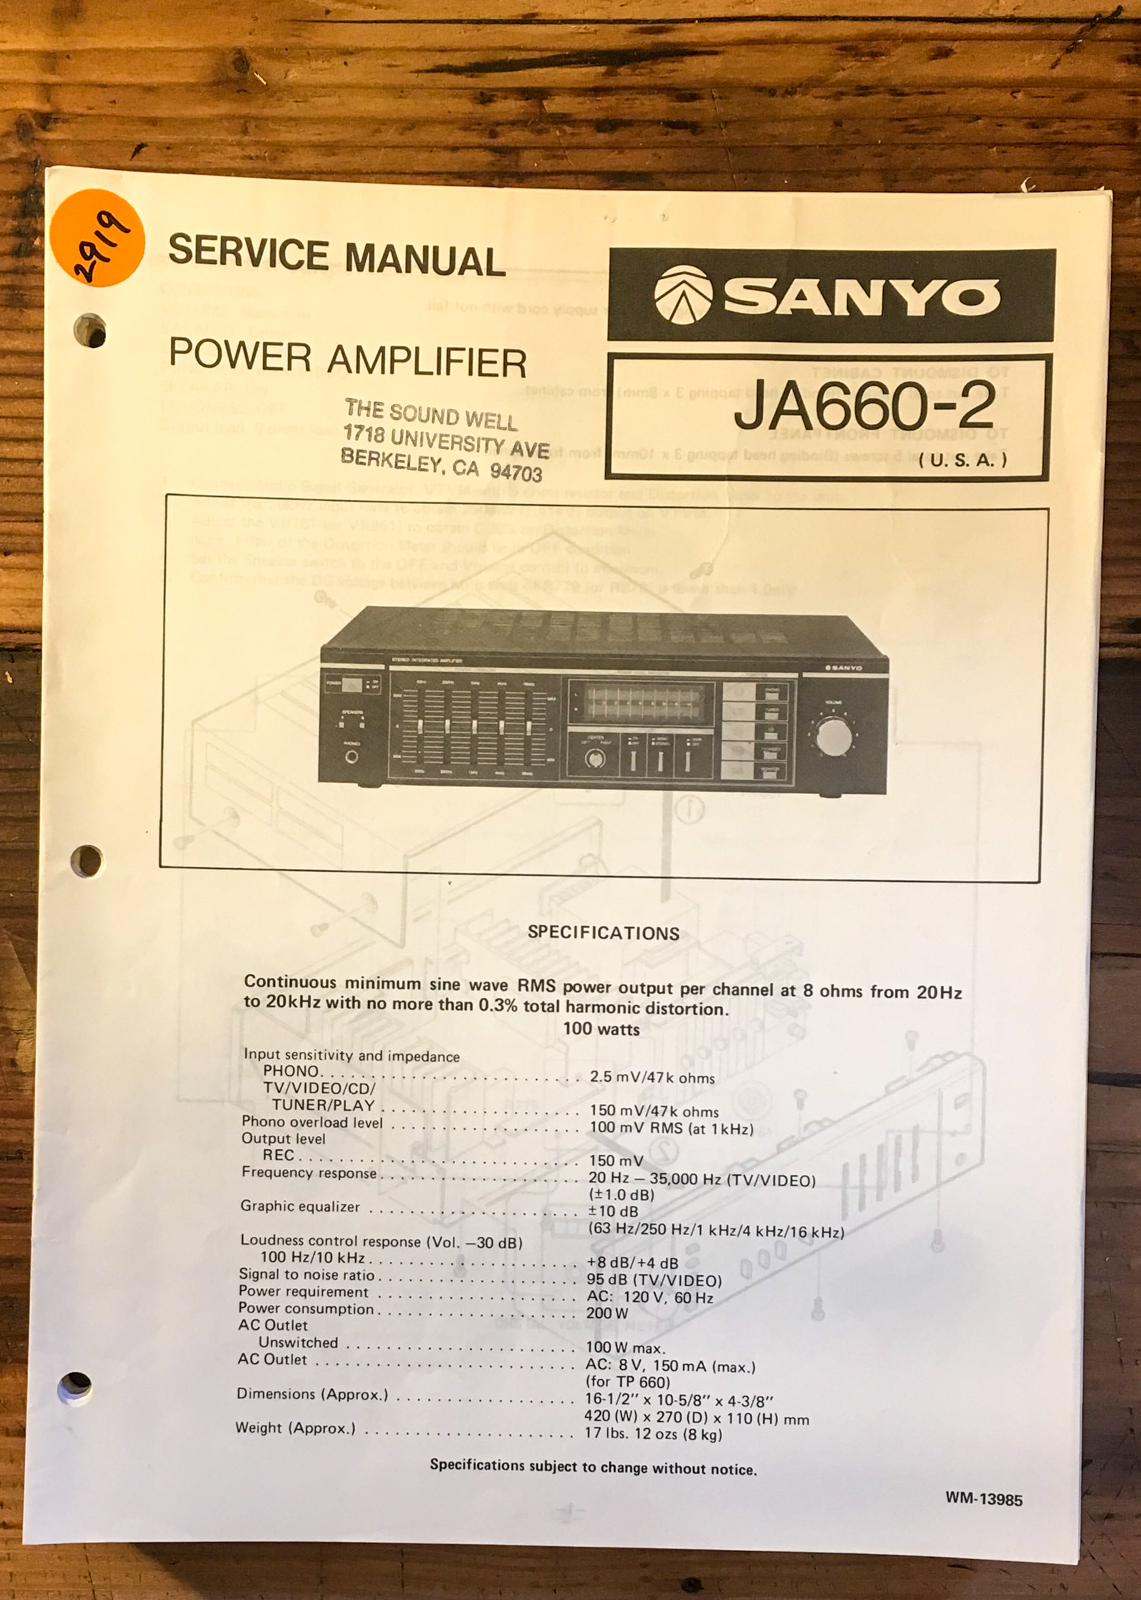 2919
SERVICE MANUAL
SANYO
POWER AMPLIFIER
JA660-2
(U. S. A.)
THE SOUND WELL
1718 UNIVERSITY AVE
BERKELEY, CA 94703
STEREO INTEGRATED AMPLIFIER
SANYO
POWER
SPEAKERS
PHONES
VOLUME
SPECIFICATIONS
Continuous minimum sine wave RMS power output per channel at 8 ohms from 20Hz
to 20kHz with no more than 0.3% total harmonic distortion.
100 watts
Input sensitivity and impedance
PHONO. . . . . . . . . . . . . . . . . . . . . . . . . . 2.5 mV/47k ohms
TV/VIDEO/CD/
TUNER/PLAY . . . . . . . . . . . . . . . . . . . . 150 mV/47k ohms
Phono overload level . . . . . . . . . . . . . . . . . . . 100 mV RMS (at 1kHz)
Output level
REC. . . . . . . . . . . . . . . . . . . . . . . . . . . . 150 mV
Frequency response. . . . . . . . . . . . . . . . . . . . 20 Hz – 35,000 Hz (TV/VIDEO)
(±1.0 dB)
Graphic equalizer . . . . . . . . . . . . . . . . . . . . . ±10 dB
(63 Hz/250 Hz/1 kHz/4 kHz/16 kHz)
Loudness control response (Vol. –30 dB)
100 Hz/10 kHz. . . . . . . . . . . . . . . . . . . . . +8 dB/+4 dB
Signal to noise ratio. . . . . . . . . . . . . . . . . . . . 95 dB (TV/VIDEO)
Power requirement . . . . . . . . . . . . . . . . . . . . AC: 120 V, 60 Hz
Power consumption. . . . . . . . . . . . . . . . . . . . 200 W
AC Outlet
Unswitched . . . . . . . . . . . . . . . . . . . . . . . 100 W max.
AC Outlet . . . . . . . . . . . . . . . . . . . . . . . . . . AC: 8 V, 150 mA (max.)
(for TP 660)
Dimensions (Approx.) . . . . . . . . . . . . . . . . . . 16-1/2" x 10-5/8" x 4-3/8"
420 (W) x 270 (D) x 110 (H) mm
Weight (Approx.) . . . . . . . . . . . . . . . . . . . . . 17 lbs. 12 ozs (8 kg)
Specifications subject to change without notice.
WM-13985